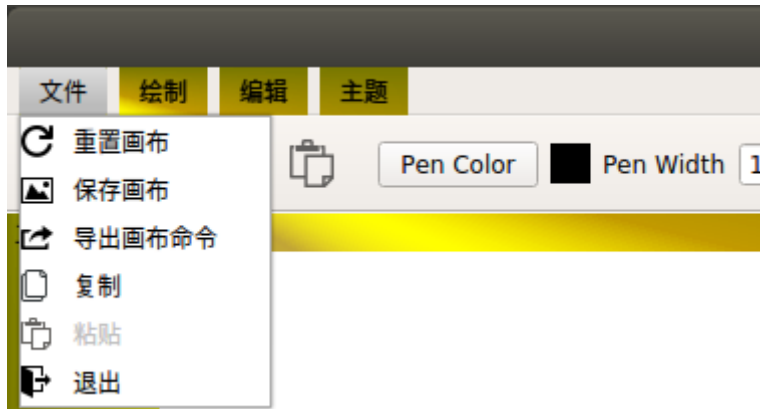 文件 绘制 编辑 主题
Pen Color Pen Width 1
重置画布
保存画布
导出画布命令
复制
粘贴
退出